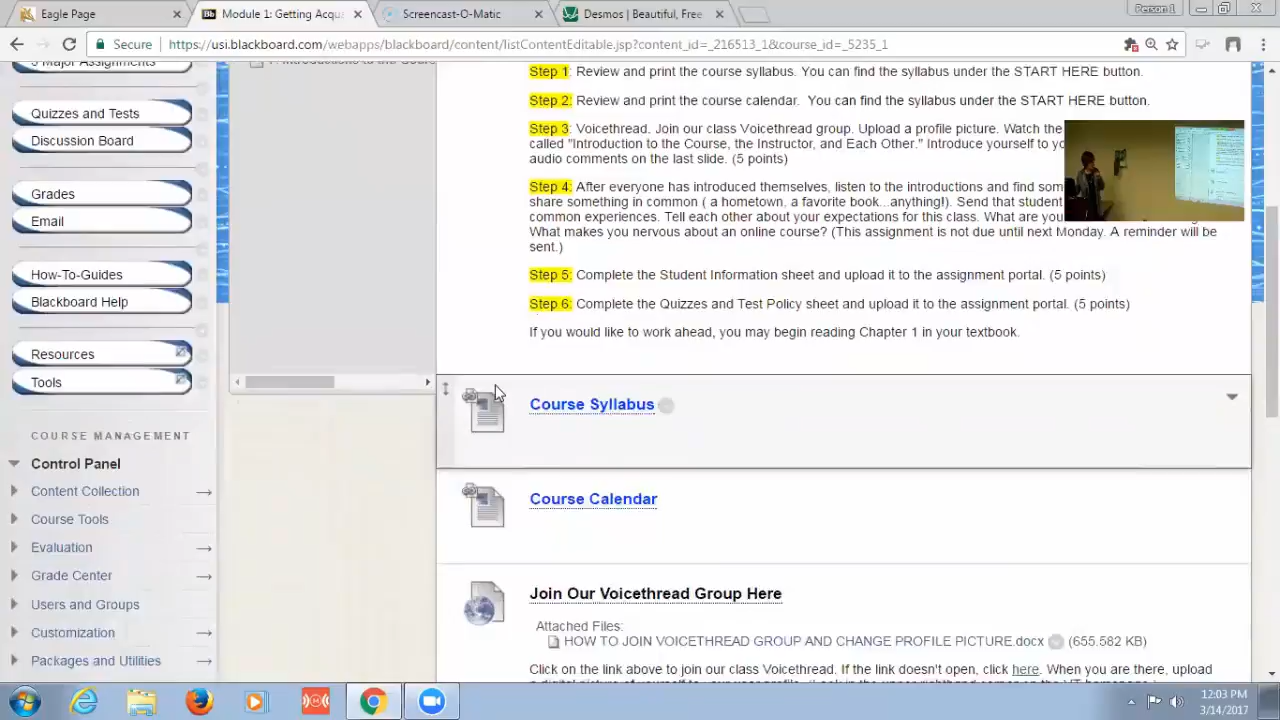 Eagle Page
Module 1: Getting Acqu
Screencast-O-Matic
Desmos | Beautiful, Free
Person 1
Secure
https://usi.blackboard.com/webapps/blackboard/content/listContentEditable.jsp?content_id=_216513_1&course_id=_5235_1
3 Major Assignments
Quizzes and Tests
Discussion Board
Grades
Email
How-To-Guides
Blackboard Help
Resources
Tools
COURSE MANAGEMENT
Control Panel
Content Collection
Course Tools
Evaluation
Grade Center
Users and Groups
Customization
Packages and Utilities
Step 1: Review and print the course syllabus. You can find the syllabus under the START HERE button.
Step 2: Review and print the course calendar. You can find the syllabus under the START HERE button.
Step 3: Voicethread. Join our class Voicethread group. Upload a profile picture. Watch the
called "Introduction to the Course, the Instructor, and Each Other." Introduce yourself to yo
audio comments on the last slide. (5 points)
Step 4: After everyone has introduced themselves, listen to the introductions and find som
share something in common ( a hometown, a favorite book...anything!). Send that student
common experiences. Tell each other about your expectations for this class. What are you
What makes you nervous about an online course? (This assignment is not due until next Monday. A reminder will be
sent.)
Step 5: Complete the Student Information sheet and upload it to the assignment portal. (5 points)
Step 6: Complete the Quizzes and Test Policy sheet and upload it to the assignment portal. (5 points)
If you would like to work ahead, you may begin reading Chapter 1 in your textbook.
Course Syllabus
Course Calendar
Join Our Voicethread Group Here
Attached Files:
HOW TO JOIN VOICETHREAD GROUP AND CHANGE PROFILE PICTURE.docx (655.582 KB)
Click on the link above to join our class Voicethread. If the link doesn't open, click here. When you are there, upload
12:03 PM
3/14/2017